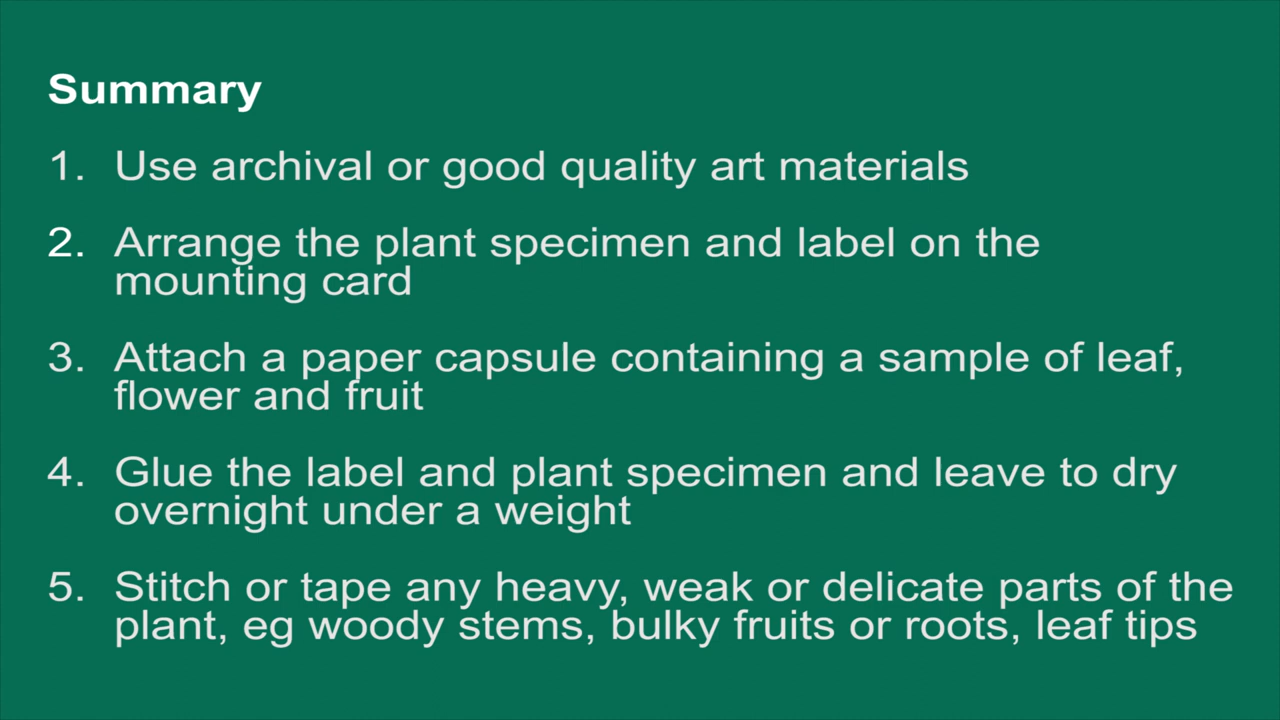 Summary
1. Use archival or good quality art materials
2. Arrange the plant specimen and label on the
mounting card
3. Attach a paper capsule containing a sample of leaf,
flower and fruit
4. Glue the label and plant specimen and leave to dry
overnight under a weight
5. Stitch or tape any heavy, weak or delicate parts of the
plant, eg woody stems, bulky fruits or roots, leaf tips